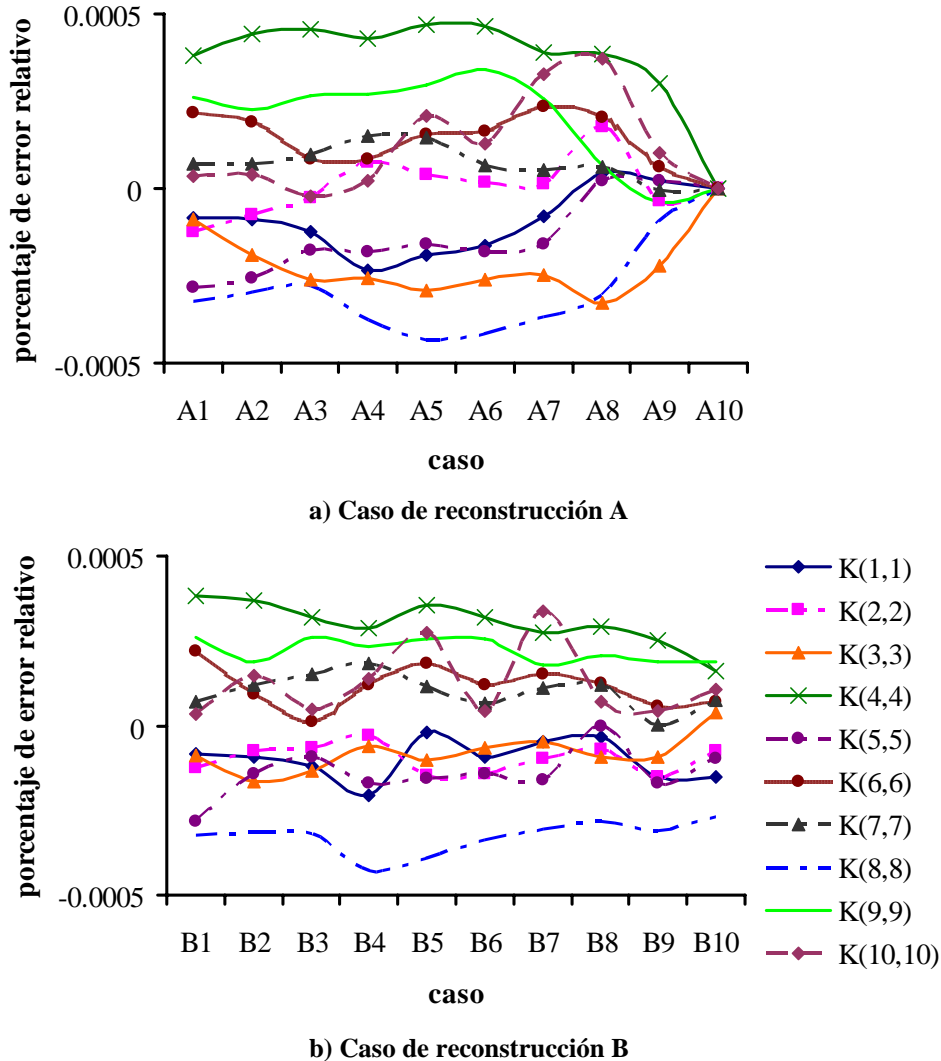 porcentaje de error relativo
0.0005
0
-0.0005
A1 A2 A3 A4 A5 A6 A7 A8 A9 A10
caso
a) Caso de reconstrucción A
porcentaje de error relativo
0.0005
0
-0.0005
B1 B2 B3 B4 B5 B6 B7 B8 B9 B10
caso
K(1,1)
K(2,2)
K(3,3)
K(4,4)
K(5,5)
K(6,6)
K(7,7)
K(8,8)
K(9,9)
K(10,10)
b) Caso de reconstrucción B